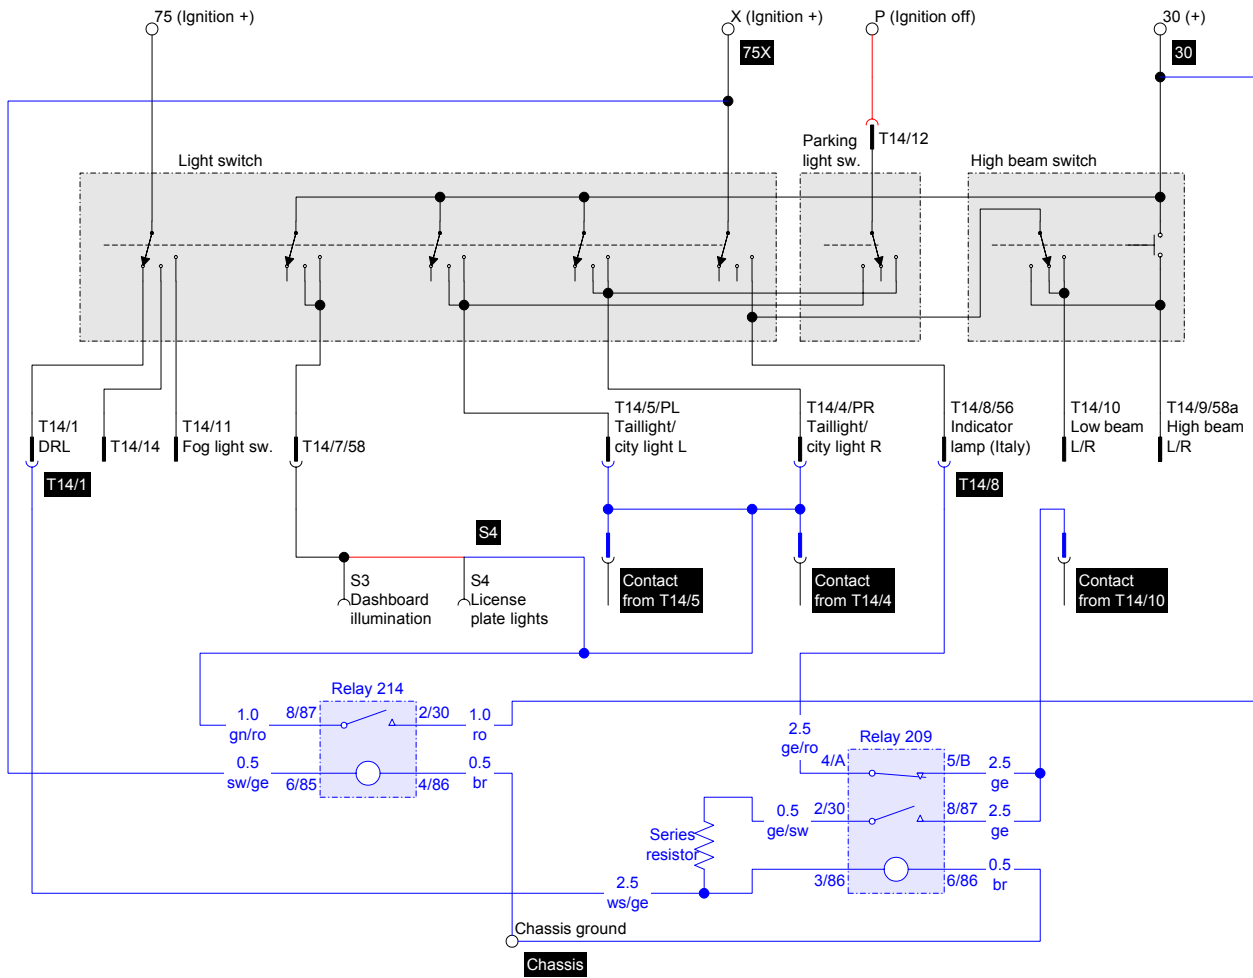 75 (Ignition +)
X (Ignition +)
P (Ignition off)
30 (+)
75X
30
T14/12
Light switch
Parking
light sw.
High beam switch
T14/1
DRL
T14/14
T14/11
Fog light sw.
T14/7/58
T14/5/PL
Taillight/
city light L
T14/4/PR
Taillight/
city light R
T14/8/56
Indicator
lamp (Italy)
T14/10
Low beam
L/R
T14/9/58a
High beam
L/R
T14/1
T14/8
S4
S3
Dashboard
illumination
S4
License
plate lights
Contact
from T14/5
Contact
from T14/4
Contact
from T14/10
Relay 214
1.0
gn/ro
8/87
2/30
1.0
ro
0.5
sw/ge
6/85
4/86
0.5
br
2.5
ge/ro
Relay 209
4/A
5/B
2.5
ge
0.5
ge/sw
2/30
8/87
2.5
ge
Series
resistor
3/86
6/86
0.5
br
2.5
ws/ge
Chassis ground
Chassis